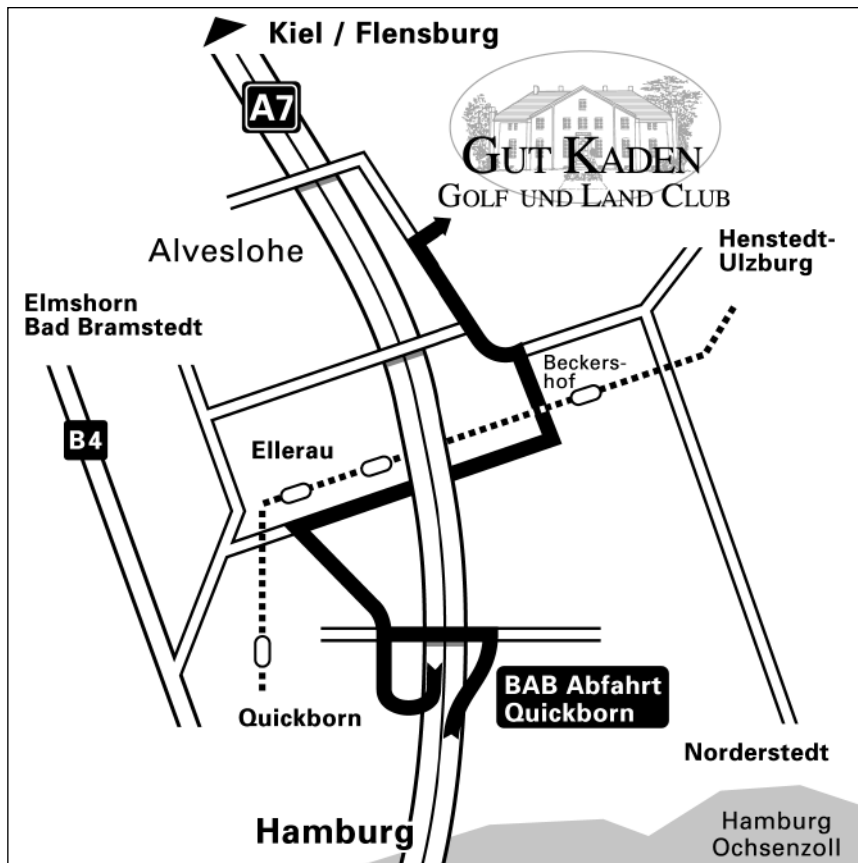 Kiel / Flensburg
A7
GUT KADEN
GOLF UND LAND CLUB
Alveslohe
Henstedt-
Ulzburg
Elmshorn
Bad Bramstedt
Beckers-
hof
B4
Ellerau
BAB Abfahrt
Quickborn
Quickborn
Norderstedt
Hamburg
Hamburg
Ochsenzoll